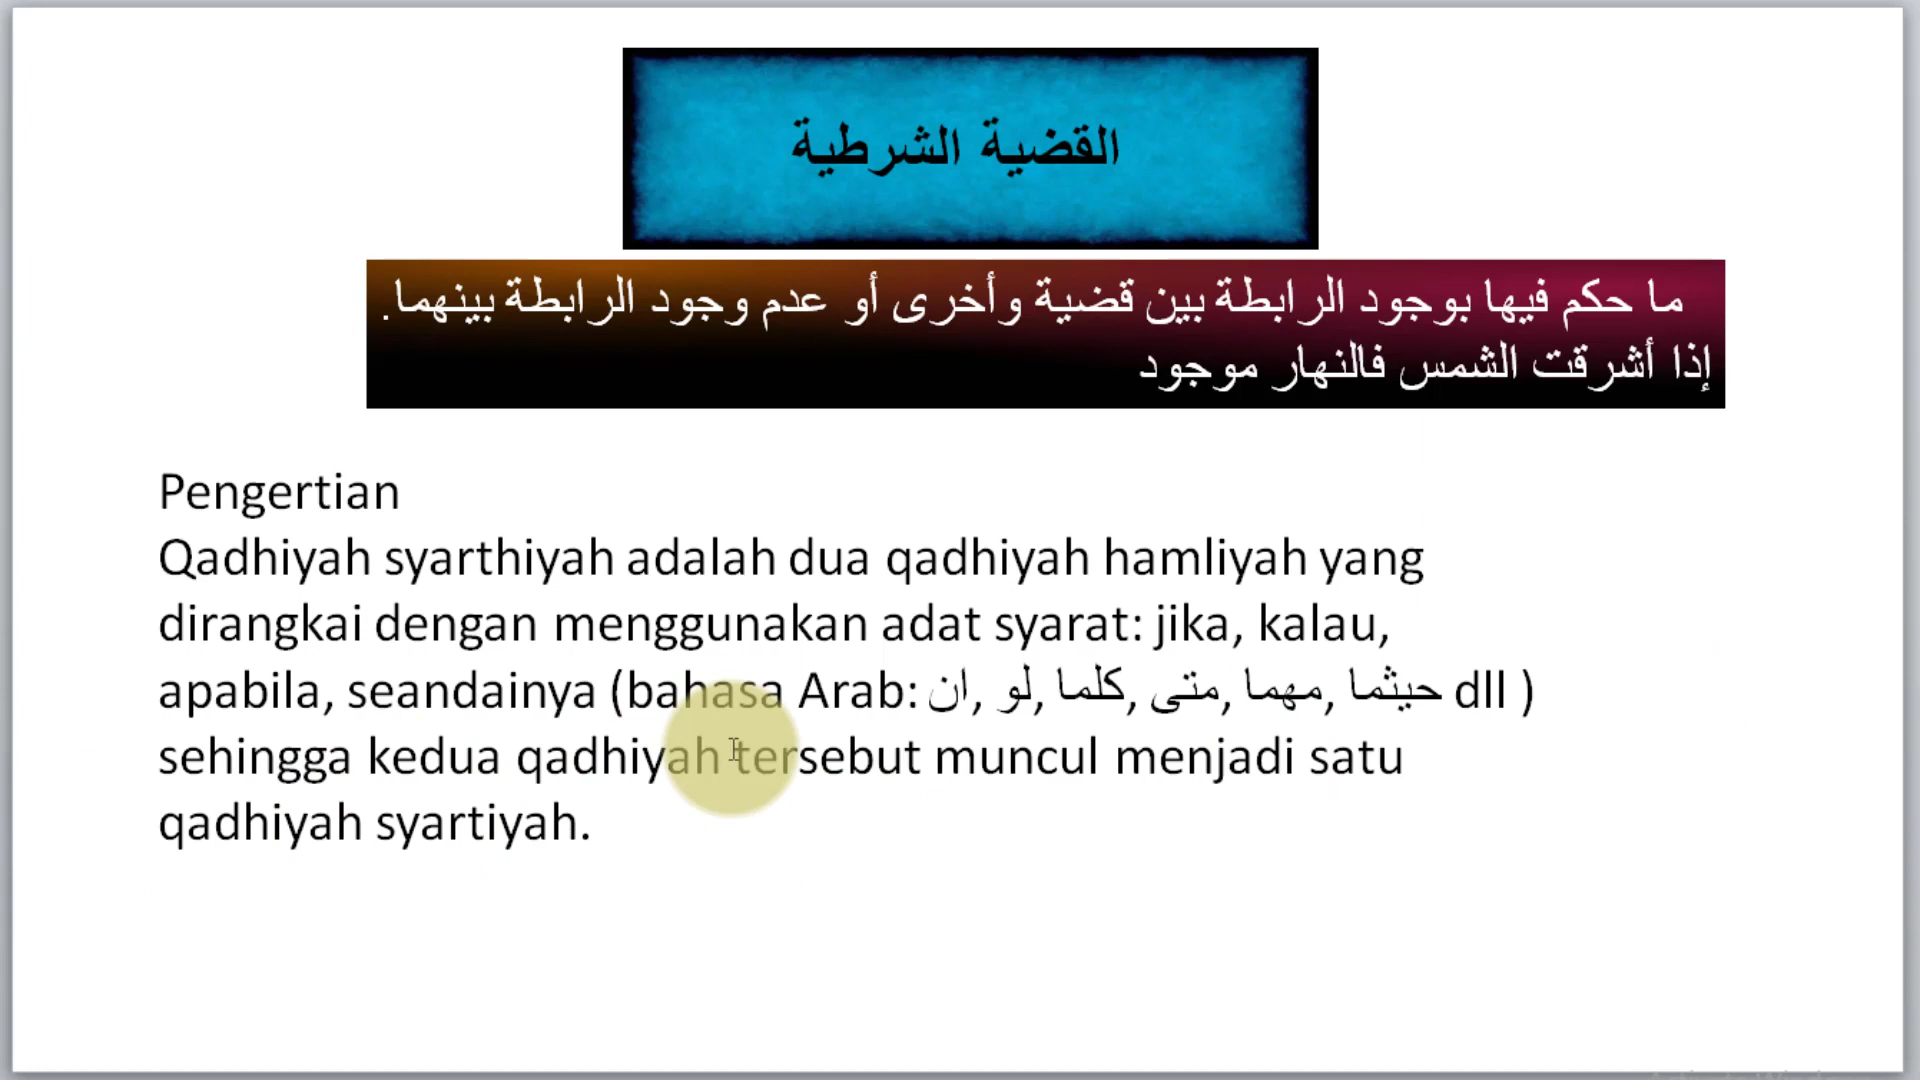 القضية الشرطية
ما حكم فيها بوجود الرابطة بين قضية وأخرى أو عدم وجود الرابطة بينهما.
إذا أشرقت الشمس فالنهار موجود
Pengertian
Qadhiyah syarthiyah adalah dua qadhiyah hamliyah yang
dirangkai dengan menggunakan adat syarat: jika, kalau,
apabila, seandainya (bahasa Arab: ان, لو, كلما, متى, مهما, حيثما dll )
sehingga kedua qadhiyah tersebut muncul menjadi satu
qadhiyah syartiyah.